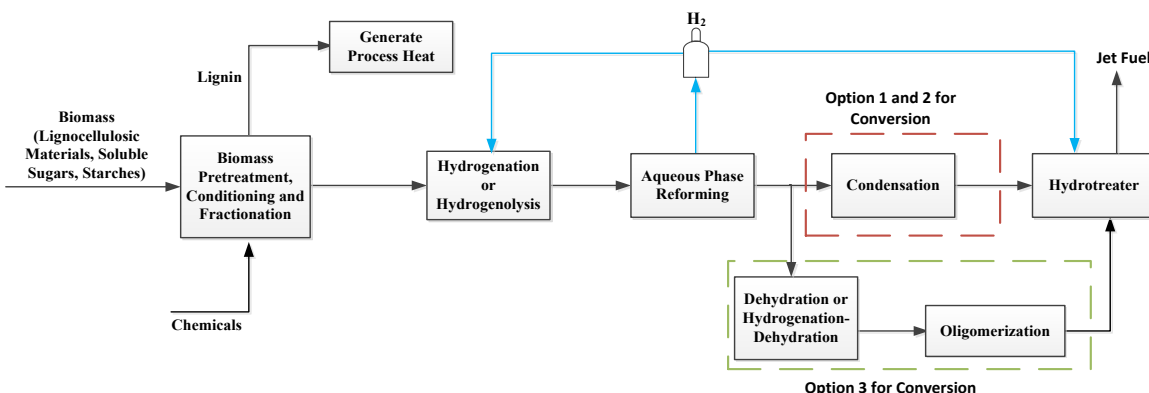 H2
Generate
Process Heat
Jet Fuel
Lignin
Option 1 and 2 for
Conversion
Biomass
(Lignocellulosic
Materials, Soluble
Sugars, Starches)
Biomass
Pretreatment,
Conditioning and
Fractionation
Hydrogenation
or
Hydrogenolysis
Aqueous Phase
Reforming
Condensation
Hydrotreater
Chemicals
Dehydration or
Hydrogenation-
Dehydration
Oligomerization
Option 3 for Conversion